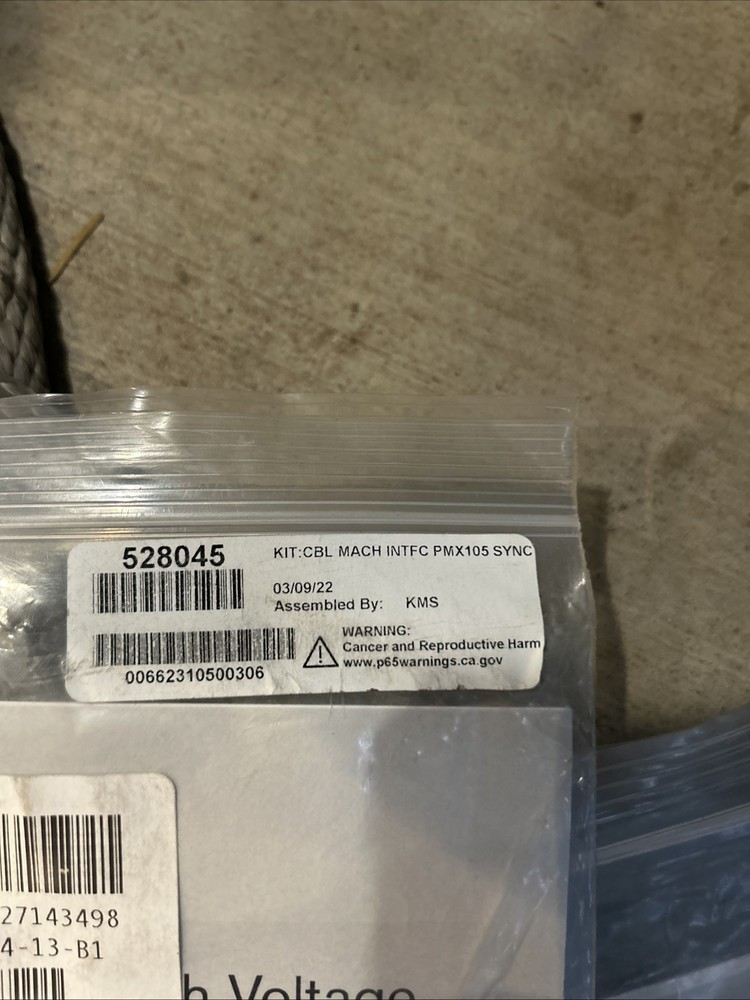 528045
KIT:CBL MACH INTFC PMX105 SYNC
03/09/22
Assembled By: KMS
WARNING:
Cancer and Reproductive Harm
www.p65warnings.ca.gov
00662310500306
27143498
4-13-B1
h Voltage